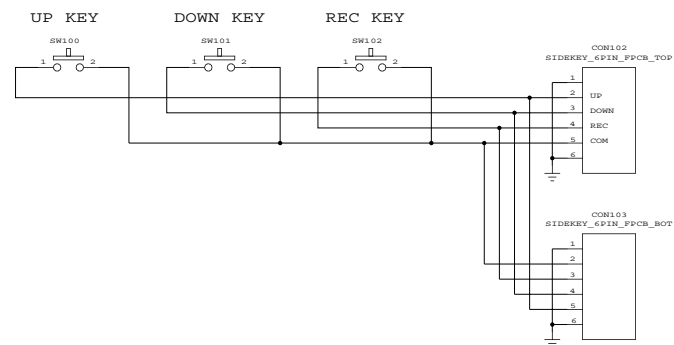 UP KEY DOWN KEY REC KEY
SW100 SW101 SW102
1 2 1 2 1 2
CON102
SIDEKEY_6PIN_FPCB_TOP
1
2 UP
3 DOWN
4 REC
5 COM
6
CON103
SIDEKEY_6PIN_FPCB_BOT
1
2
3
4
5
6